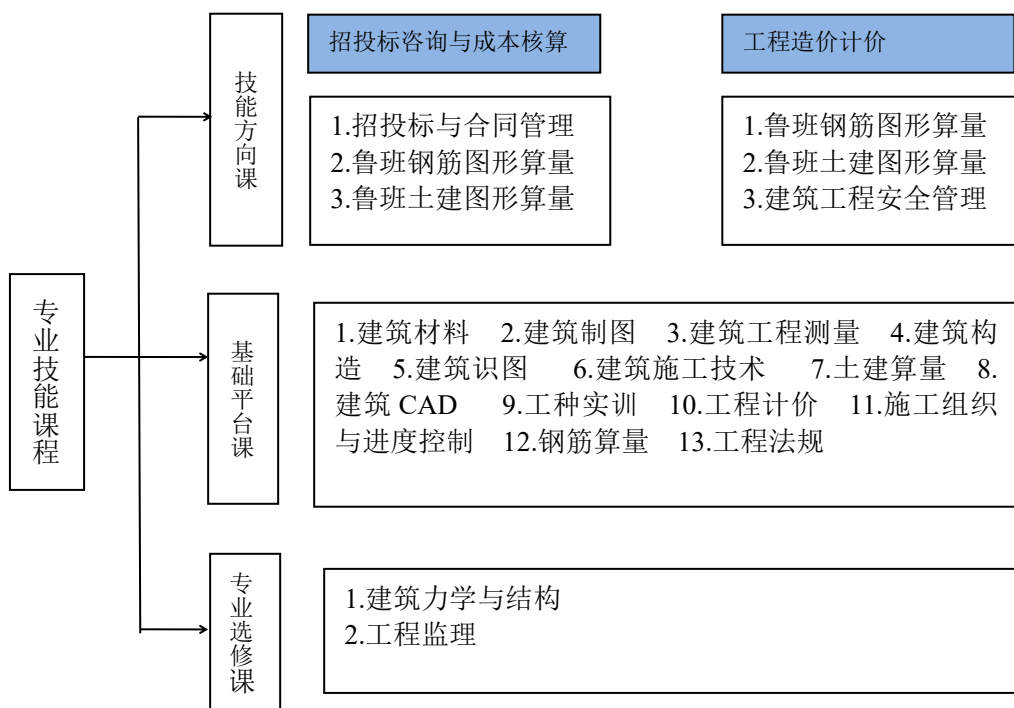 招投标咨询与成本核算
工程造价计价
技能方向课
1.招投标与合同管理
2.鲁班钢筋图形算量
3.鲁班土建图形算量
1.鲁班钢筋图形算量
2.鲁班土建图形算量
3.建筑工程安全管理
专业技能课程
基础平台课
1.建筑材料 2.建筑制图 3.建筑工程测量 4.建筑构
造 5.建筑识图 6.建筑施工技术 7.土建算量 8.
建筑 CAD 9.工种实训 10.工程计价 11.施工组织
与进度控制 12.钢筋算量 13.工程法规
专业选修课
1.建筑力学与结构
2.工程监理